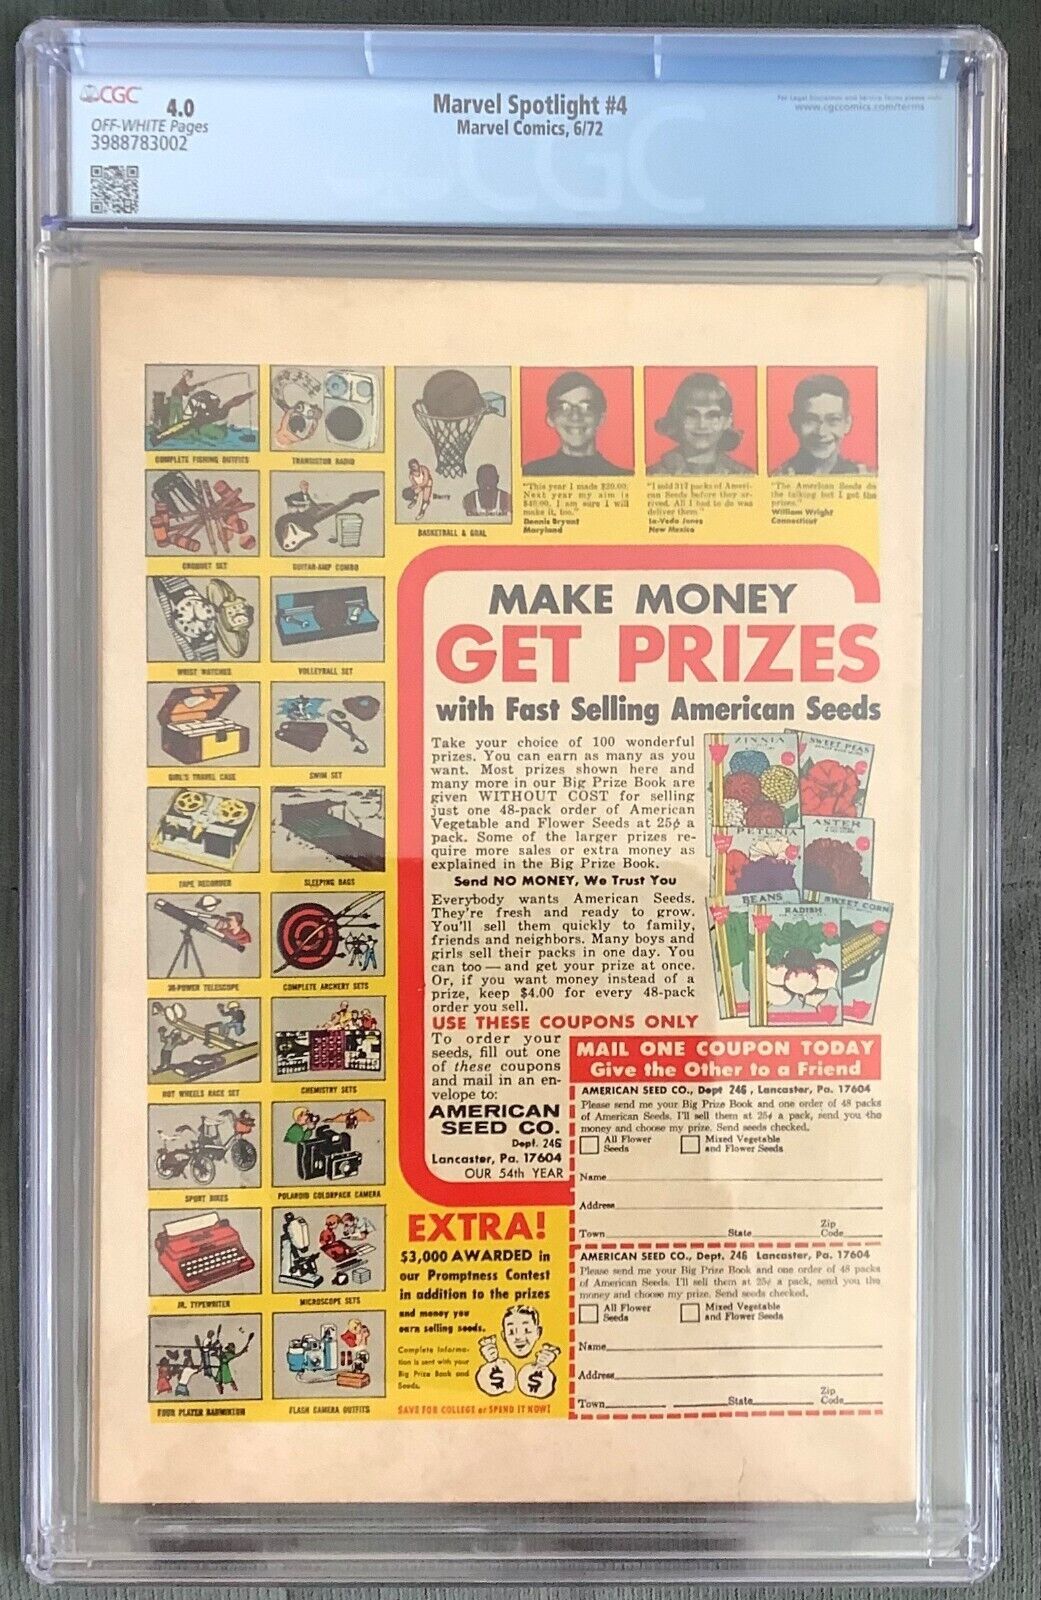 CGC
4.0
OFF-WHITE Pages
3988783002
Marvel Spotlight #4
Marvel Comics, 6/72
www.cgccomics.com/terms
CGC
COMPLETE FISHING OUTFITS
TRANSISTOR RADIO
CROQUET SET
GUITAR-AMP COMBO
Barry
BASKETBALL & GOAL
WRIST WATCHES
VOLLEYBALL SET
GIRL'S TRAVEL CASE
SWIM SET
TAPE RECORDER
SLEEPING BAGS
30-POWER TELESCOPE
COMPLETE ARCHERY SETS
HOT WHEELS RACE SET
CHEMISTRY SETS
SPORT BIKES
POLAROID COLORPACK CAMERA
JR. TYPEWRITER
MICROSCOPE SETS
FOUR PLAYER BADMINTON
FLASH CAMERA OUTFITS
"This year I made $20.00.
Next year my aim is
$40.00. I am sure I will
make it, too."
Dennis Bryant
Maryland
"I sold 317 packs of Ameri-
can Seeds before they ar-
rived. All I had to do was
deliver them"
La-Veda Jones
New Mexico
"The American Seeds do
the talking but I get the
prizes."
William Wright
Connecticut
MAKE MONEY
GET PRIZES
with Fast Selling American Seeds
Take your choice of 100 wonderful
prizes. You can earn as many as you
want. Most prizes shown here and
many more in our Big Prize Book are
given WITHOUT COST for selling
just one 48-pack order of American
Vegetable and Flower Seeds at 25¢ a
pack. Some of the larger prizes re-
quire more sales or extra money as
explained in the Big Prize Book.
Send NO MONEY, We Trust You
Everybody wants American Seeds.
They're fresh and ready to grow.
You'll sell them quickly to family,
friends and neighbors. Many boys and
girls sell their packs in one day. You
can too — and get your prize at once.
Or, if you want money instead of a
prize, keep $4.00 for every 48-pack
order you sell.
USE THESE COUPONS ONLY
To order your
seeds, fill out one
of these coupons
and mail in an en-
velope to:
AMERICAN
SEED CO.
Dept. 246
Lancaster, Pa. 17604
OUR 54th YEAR
ZINNIA
SWEET PEAS
PETUNIA
ASTER
BEANS
RADISH
SWEET CORN
MAIL ONE COUPON TODAY
Give the Other to a Friend
AMERICAN SEED CO., Dept 246, Lancaster, Pa. 17604
Please send me your Big Prize Book and one order of 48 packs
of American Seeds. I'll sell them at 25¢ a pack, send you the
money and choose my prize. Send seeds checked.
All Flower
Seeds
Mixed Vegetable
and Flower Seeds
Name
Address
Town State Zip Code
AMERICAN SEED CO., Dept. 246 Lancaster, Pa. 17604
Please send me your Big Prize Book and one order of 48 packs
of American Seeds. I'll sell them at 25¢ a pack, send you the
money and choose my prize. Send seeds checked.
All Flower
Seeds
Mixed Vegetable
and Flower Seeds
Name
Address
Town State Zip Code
EXTRA!
$3,000 AWARDED in
our Promptness Contest
in addition to the prizes
and money you
earn selling seeds.
Complete Informa-
tion is sent with your
Big Prize Book and
Seeds.
$ $
SAVE FOR COLLEGE or SPEND IT NOW!